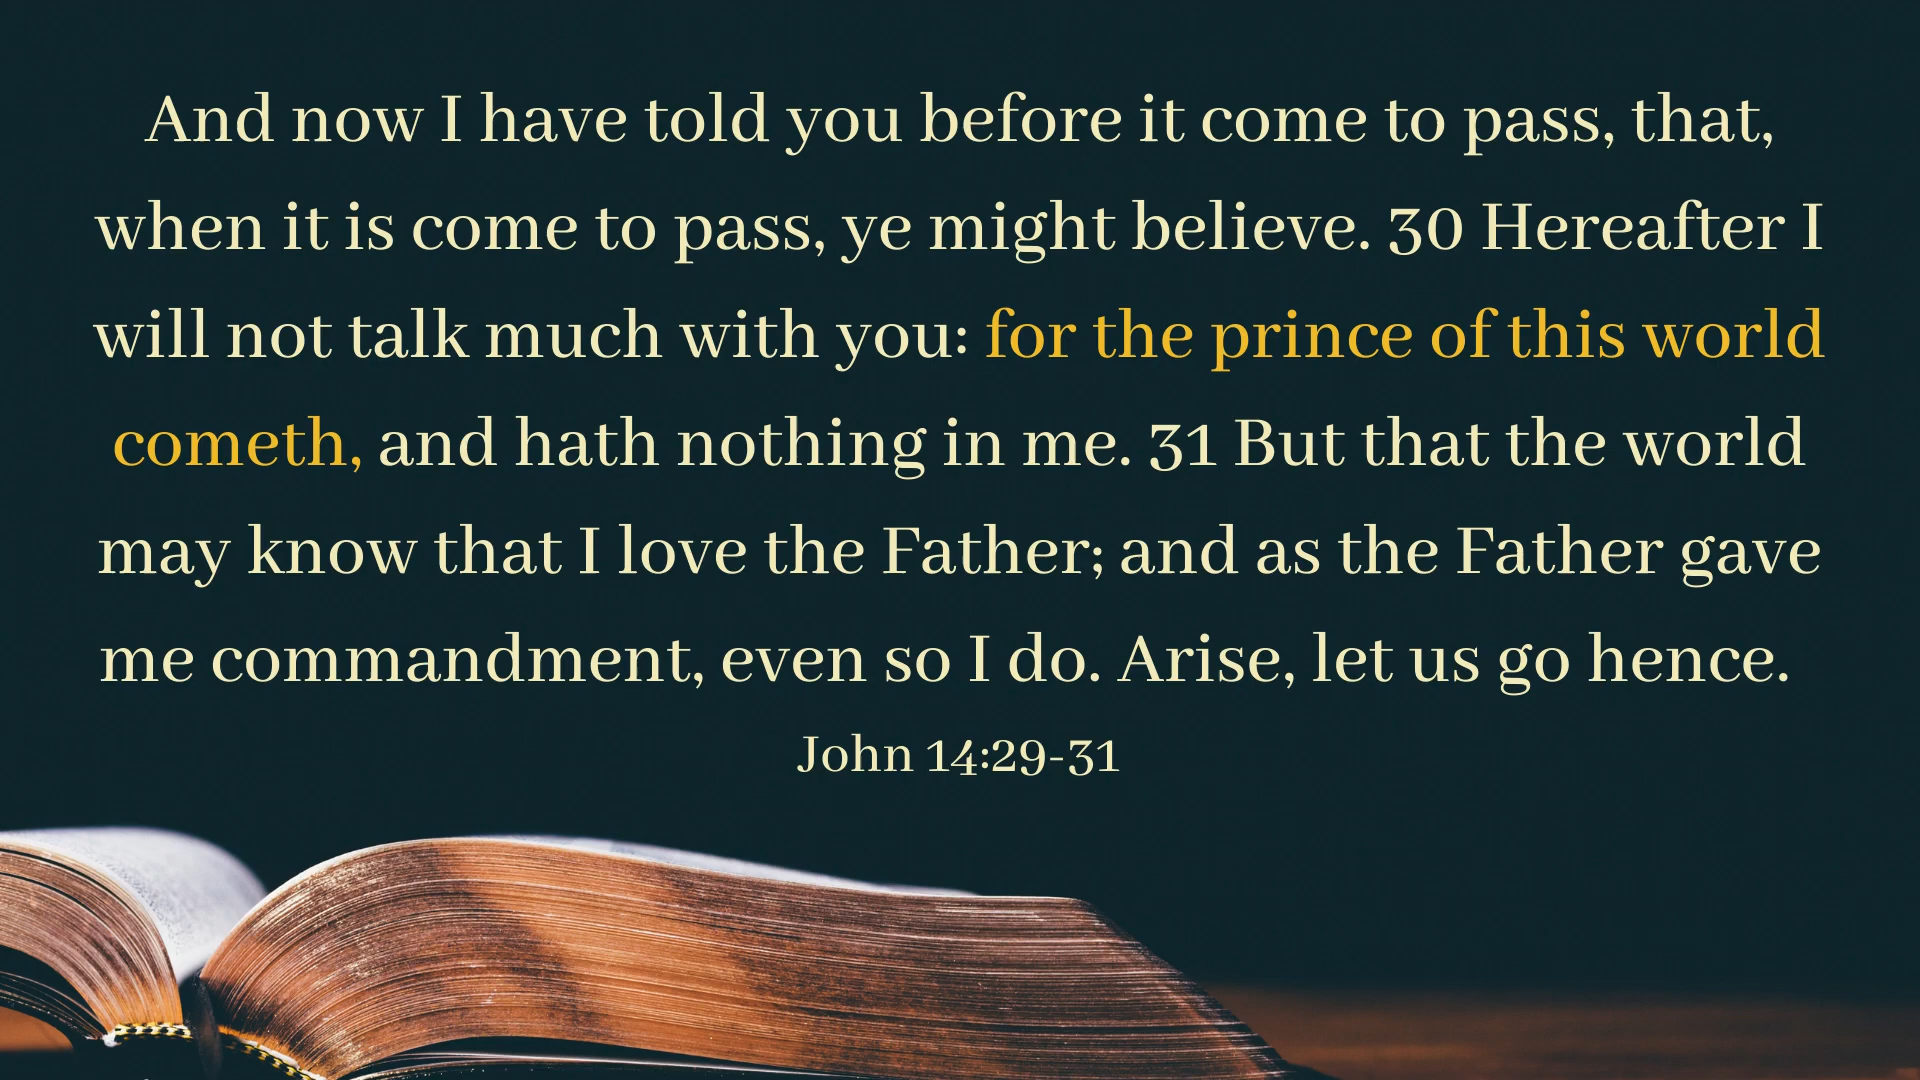 And now I have told you before it come to pass, that,
when it is come to pass, ye might believe. 30 Hereafter I
will not talk much with you: for the prince of this world
cometh, and hath nothing in me. 31 But that the world
may know that I love the Father; and as the Father gave
me commandment, even so I do. Arise, let us go hence.
John 14:29-31